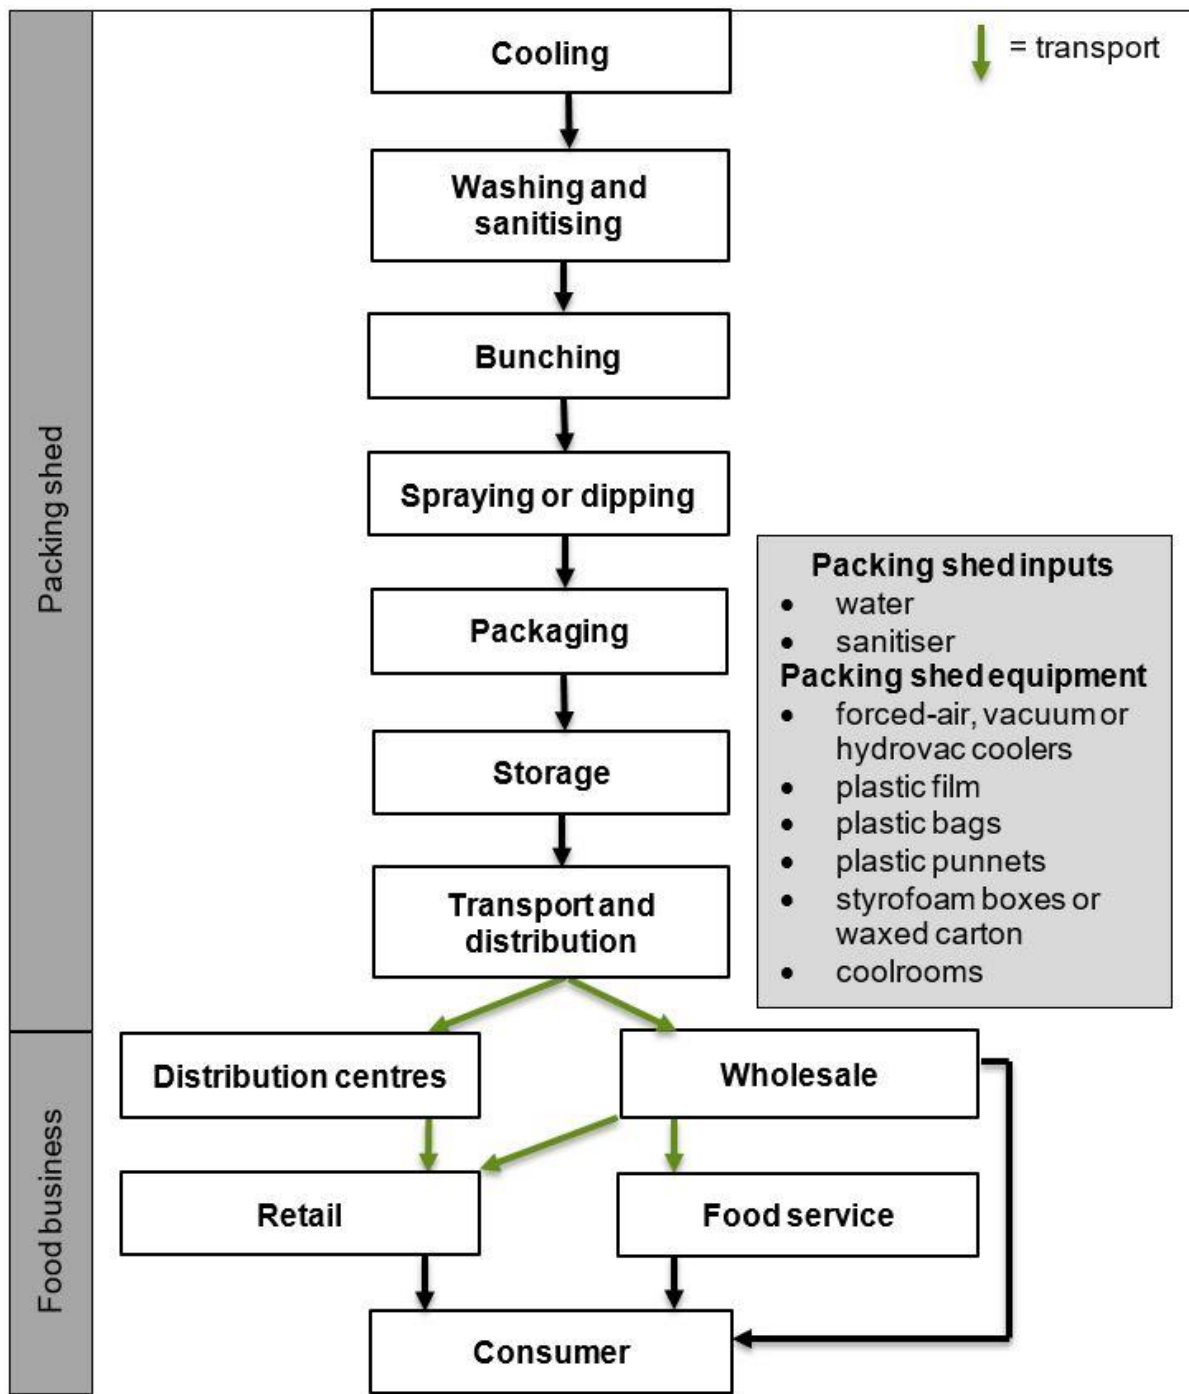 Cooling
= transport
Washing and
sanitising
Bunching
Spraying or dipping
Packaging
Storage
Transport and
distribution
Packing shed
Packing shed inputs
• water
• sanitiser
Packing shed equipment
• forced-air, vacuum or
hydrovac coolers
• plastic film
• plastic bags
• plastic punnets
• styrofoam boxes or
waxed carton
• coolrooms
Food business
Distribution centres
Wholesale
Retail
Food service
Consumer